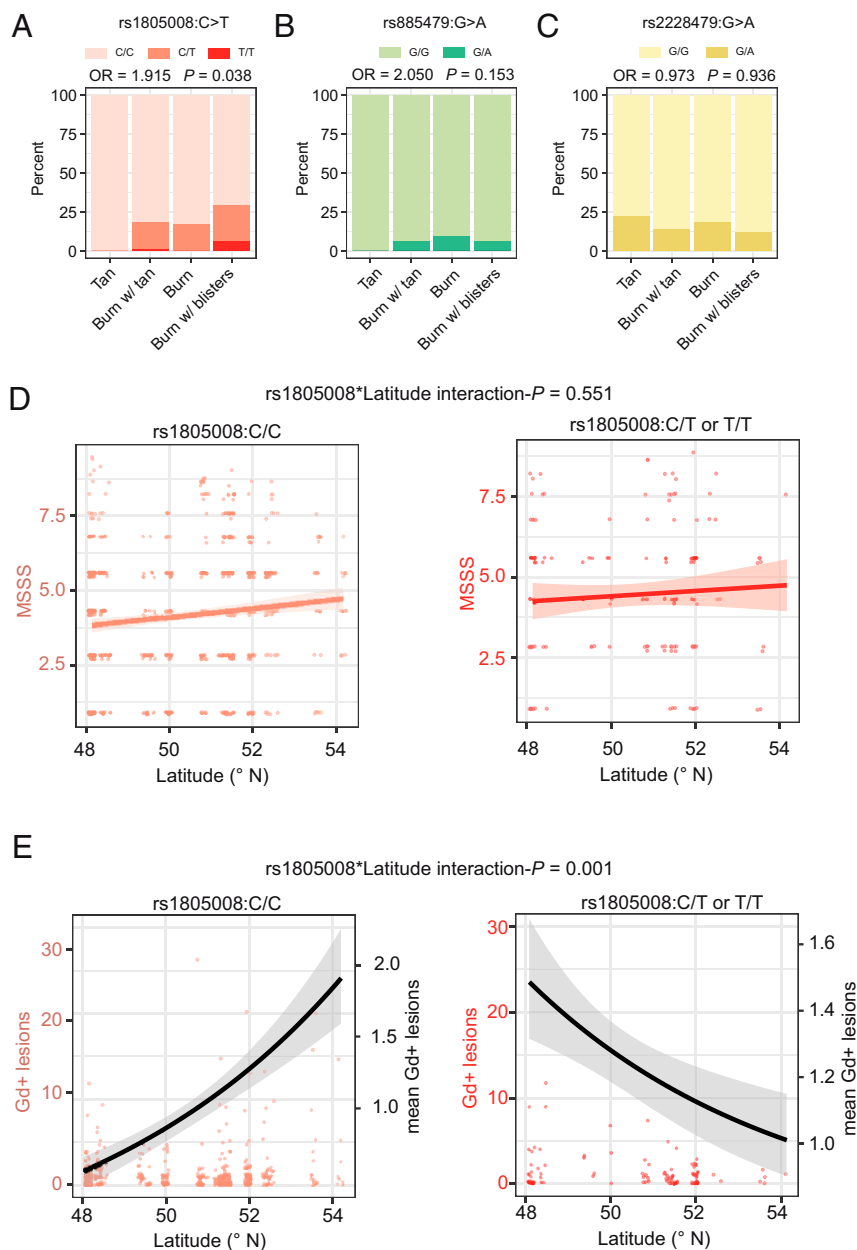 A
rs1805008:C>T
C/C C/T T/T
OR = 1.915 P = 0.038
Percent
100
75
50
25
0
Tan
Burn w/ tan
Burn
Burn w/ blisters
B
rs885479:G>A
G/G G/A
OR = 2.050 P = 0.153
Percent
100
75
50
25
0
Tan
Burn w/ tan
Burn
Burn w/ blisters
C
rs2228479:G>A
G/G G/A
OR = 0.973 P = 0.936
Percent
100
75
50
25
0
Tan
Burn w/ tan
Burn
Burn w/ blisters
D
rs1805008*Latitude interaction-P = 0.551
rs1805008:C/C
MSSS
7.5
5.0
2.5
48 50 52 54
Latitude (° N)
rs1805008:C/T or T/T
MSSS
7.5
5.0
2.5
48 50 52 54
Latitude (° N)
E
rs1805008*Latitude interaction-P = 0.001
rs1805008:C/C
Gd+ lesions
30
20
10
0
2.0
1.5
1.0
mean Gd+ lesions
48 50 52 54
Latitude (° N)
rs1805008:C/T or T/T
Gd+ lesions
30
20
10
0
1.6
1.4
1.2
1.0
mean Gd+ lesions
48 50 52 54
Latitude (° N)